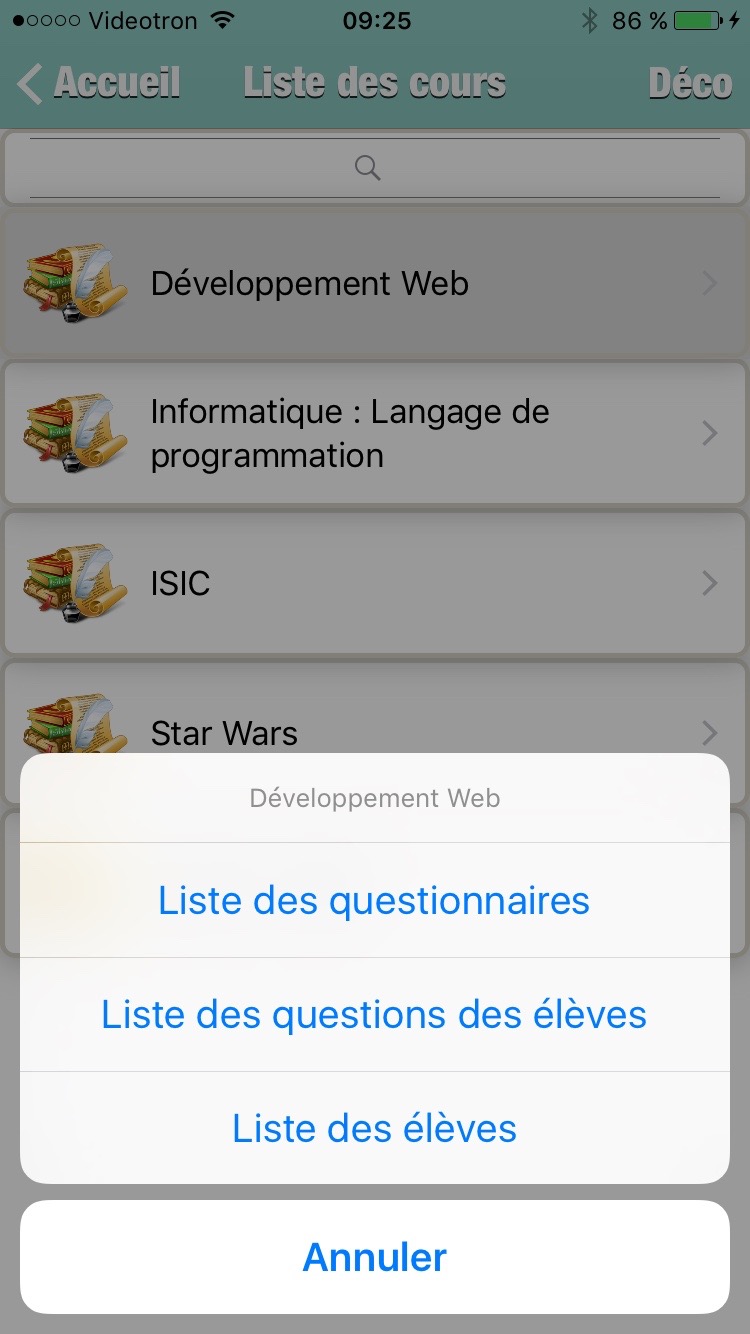 Videotron 09:25 86 %
Accueil Liste des cours Déco
Développement Web
Informatique : Langage de
programmation
ISIC
Star Wars
Développement Web
Liste des questionnaires
Liste des questions des élèves
Liste des élèves
Annuler